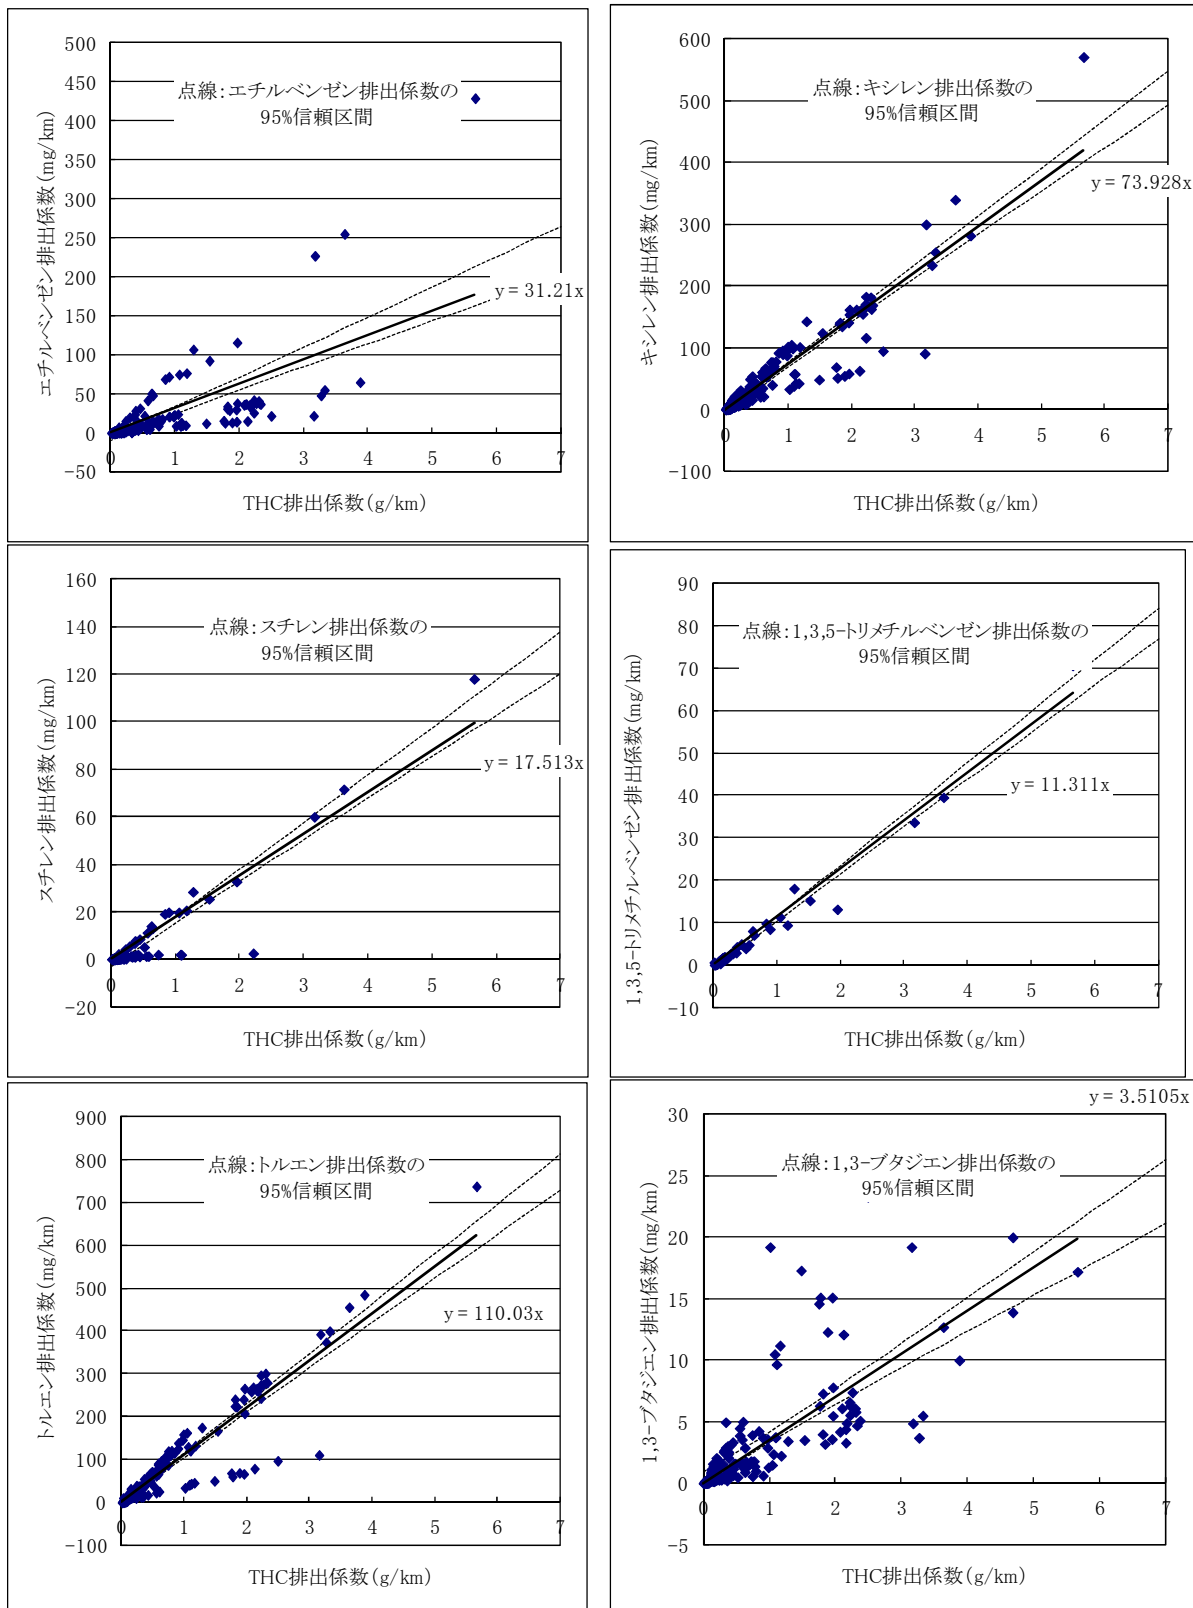 500
450
400
350
300
250
200
150
100
50
0
-50
点線:エチルベンゼン排出係数の
95%信頼区間
y = 31.21x
0 1 2 3 4 5 6 7
エチルベンゼン排出係数(mg/km)
THC排出係数(g/km)
600
500
400
300
200
100
0
-100
点線:キシレン排出係数の
95%信頼区間
y = 73.928x
0 1 2 3 4 5 6 7
キシレン排出係数(mg/km)
THC排出係数(g/km)
160
140
120
100
80
60
40
20
0
-20
点線:スチレン排出係数の
95%信頼区間
y = 17.513x
0 1 2 3 4 5 6 7
スチレン排出係数(mg/km)
THC排出係数(g/km)
90
80
70
60
50
40
30
20
10
0
-10
点線:1,3,5-トリメチルベンゼン排出係数の
95%信頼区間
y = 11.311x
0 1 2 3 4 5 6 7
1,3,5-トリメチルベンゼン排出係数(mg/km)
THC排出係数(g/km)
900
800
700
600
500
400
300
200
100
0
-100
点線:トルエン排出係数の
95%信頼区間
y = 110.03x
0 1 2 3 4 5 6 7
トルエン排出係数(mg/km)
THC排出係数(g/km)
y = 3.5105x
30
25
20
15
10
5
0
-5
点線:1,3-ブタジエン排出係数の
95%信頼区間
0 1 2 3 4 5 6 7
1,3-ブタジエン排出係数(mg/km)
THC排出係数(g/km)